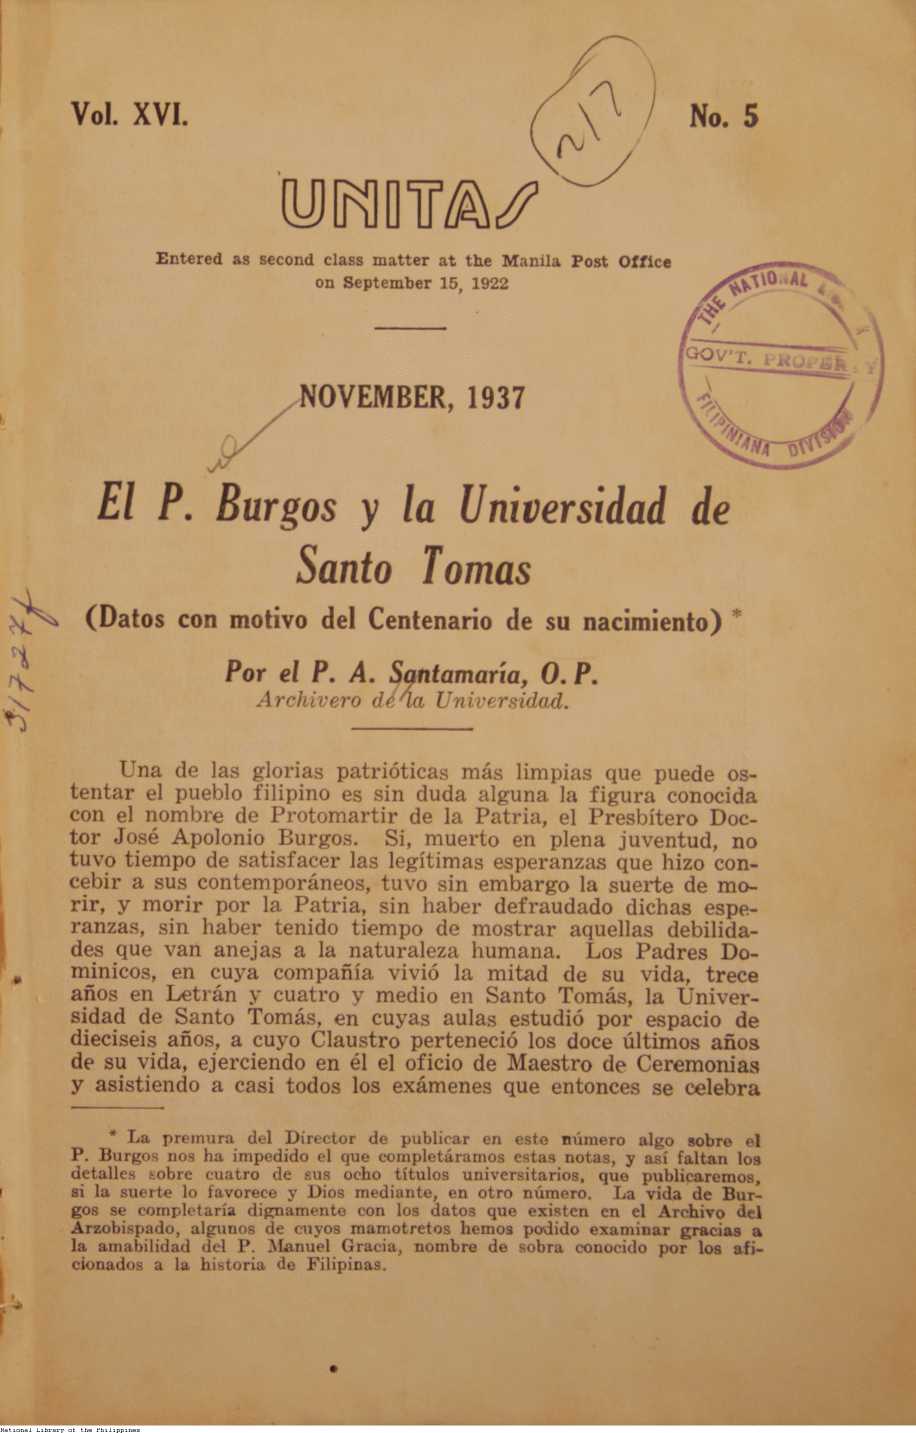 Vol. XVI.
No. 5
2/7
UNITAS
Entered as second class matter at the Manila Post Office
on September 15, 1922
THE NATIONAL
GOV'T. PROPERTY
FILIPINIANA DIVISION
NOVEMBER, 1937
El P. Burgos y la Universidad de
Santo Tomas
(Datos con motivo del Centenario de su nacimiento) *
Por el P. A. Santamaría, O. P.
Archivero de la Universidad.
Una de las glorias patrióticas más limpias que puede os-
tentar el pueblo filipino es sin duda alguna la figura conocida
con el nombre de Protomartir de la Patria, el Presbítero Doc-
tor José Apolonio Burgos. Si, muerto en plena juventud, no
tuvo tiempo de satisfacer las legítimas esperanzas que hizo con-
cebir a sus contemporáneos, tuvo sin embargo la suerte de mo-
rir, y morir por la Patria, sin haber defraudado dichas espe-
ranzas, sin haber tenido tiempo de mostrar aquellas debilida-
des que van anejas a la naturaleza humana. Los Padres Do-
minicos, en cuya compañía vivió la mitad de su vida, trece
años en Letrán y cuatro y medio en Santo Tomás, la Univer-
sidad de Santo Tomás, en cuyas aulas estudió por espacio de
dieciseis años, a cuyo Claustro perteneció los doce últimos años
de su vida, ejerciendo en él el oficio de Maestro de Ceremonias
y asistiendo a casi todos los exámenes que entonces se celebra
* La premura del Director de publicar en este número algo sobre el
P. Burgos nos ha impedido el que completáramos estas notas, y así faltan los
detalles sobre cuatro de sus ocho títulos universitarios, que publicaremos,
si la suerte lo favorece y Dios mediante, en otro número. La vida de Bur-
gos se completaría dignamente con los datos que existen en el Archivo del
Arzobispado, algunos de cuyos mamotretos hemos podido examinar gracias a
la amabilidad del P. Manuel Gracia, nombre de sobra conocido por los afi-
cionados a la historia de Filipinas.
National Library of the Philippines